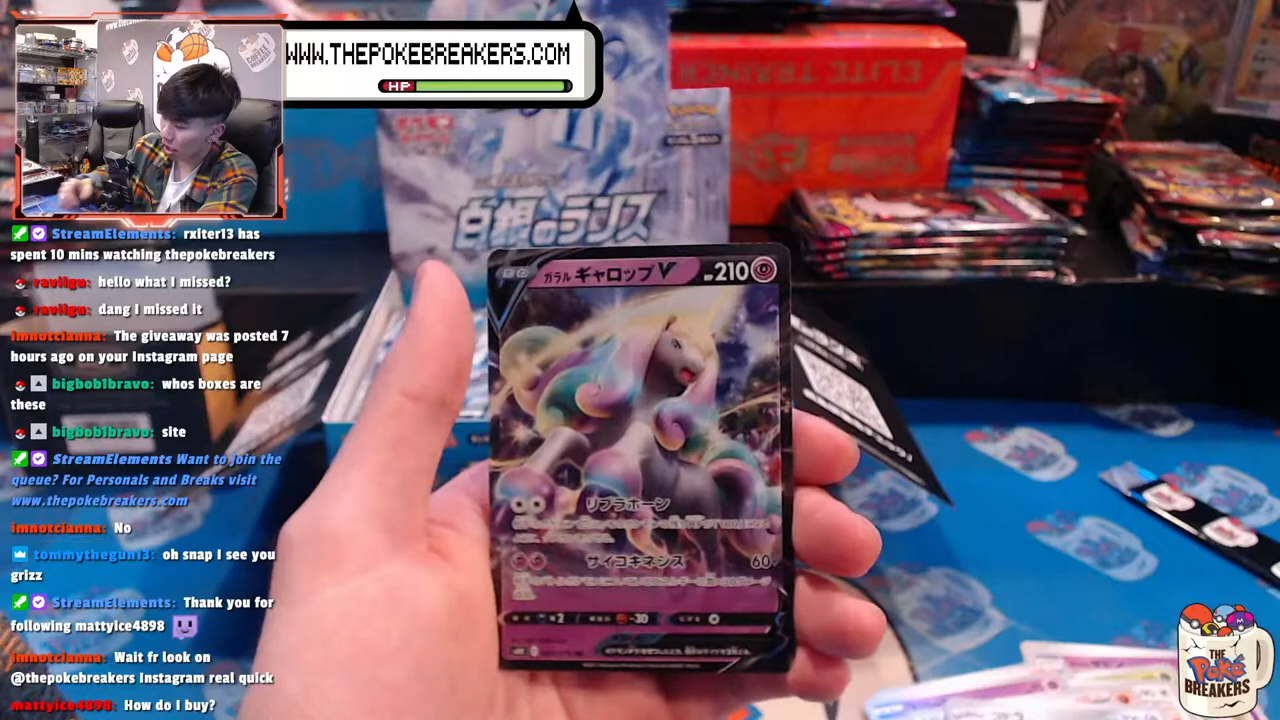 WWW.THEPOKEBREAKERS.COM
HP
StreamElements: rxiter13 has
spent 10 mins watching thepokebreakers
raviigu: hello what I missed?
raviigu: dang I missed it
imnotcianna: The giveaway was posted 7
hours ago on your Instagram page
bigbob1bravo: whos boxes are
these
bigbob1bravo: site
StreamElements Want to join the
queue? For Personals and Breaks visit
www.thepokebreakers.com
imnotcianna: No
tommythegun13: oh snap I see you
grizz
StreamElements: Thank you for
following mattyice4898
imnotcianna: Wait fr look on
@thepokebreakers Instagram real quick
mattyice4898: How do I buy?
ELITE TRAINER
白銀のランス
ガラル ギャロップV
210
リブラホーン
サイコキネシス 60
-30
THE
Poké
BREAKERS